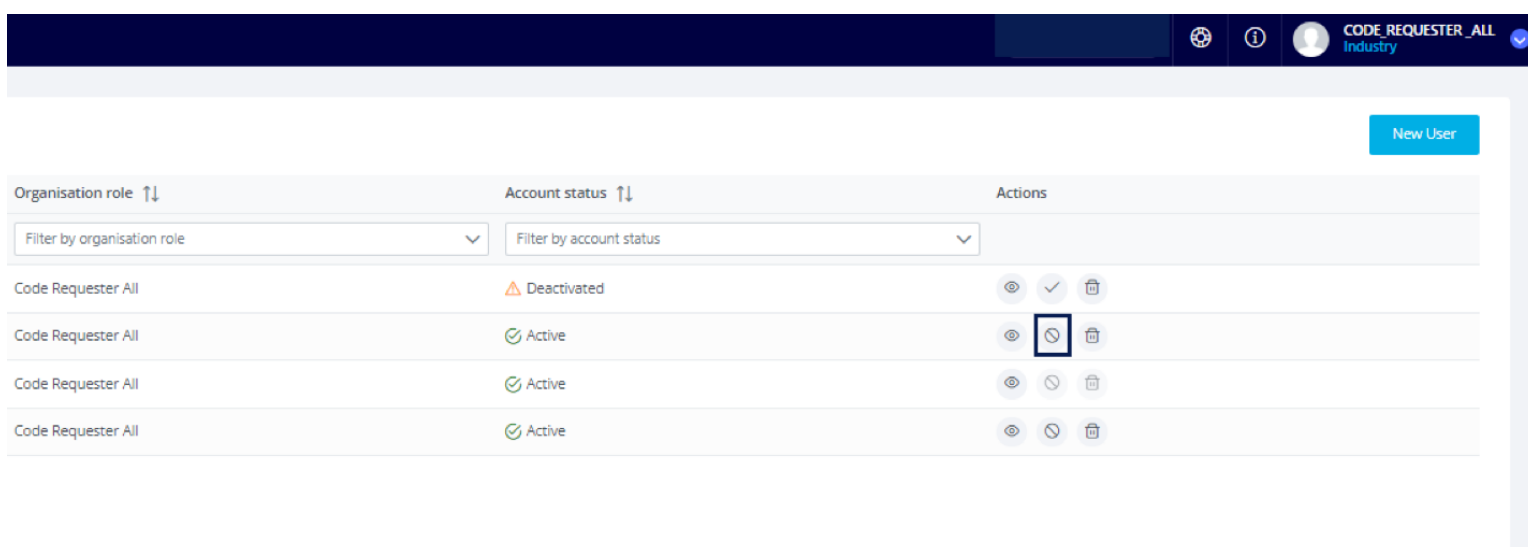 CODE_REQUESTER_ALL
Industry
New User
Organisation role Account status Actions
Filter by organisation role Filter by account status
Code Requester All Deactivated
Code Requester All Active
Code Requester All Active
Code Requester All Active